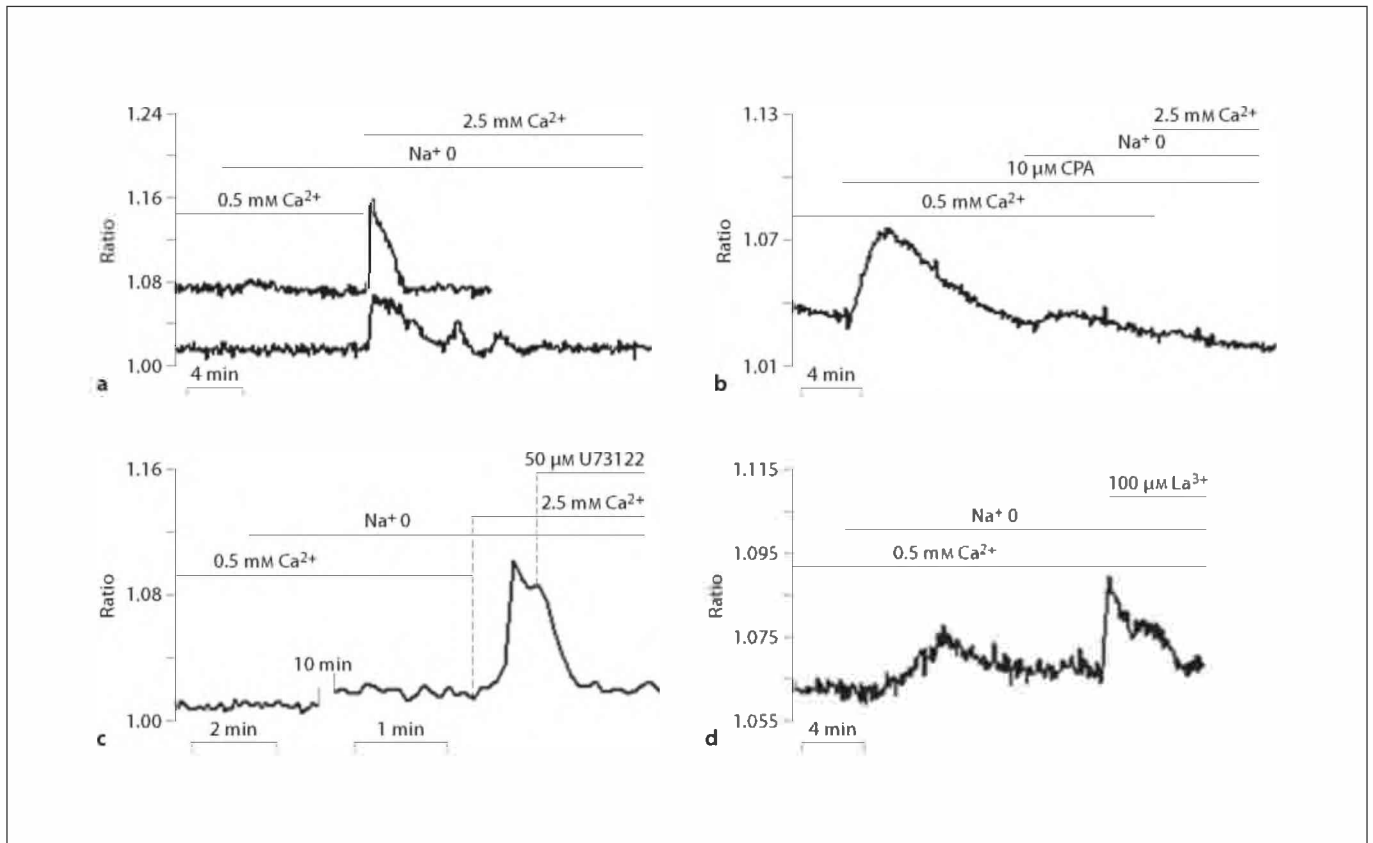 1.24
1.16
1.08
1.00
Ratio
2.5 mM Ca²⁺
Na⁺ 0
0.5 mM Ca²⁺
4 min
a
1.13
1.07
1.01
Ratio
2.5 mM Ca²⁺
Na⁺ 0
10 μM CPA
0.5 mM Ca²⁺
4 min
b
1.16
1.08
1.00
Ratio
50 μM U73122
2.5 mM Ca²⁺
Na⁺ 0
0.5 mM Ca²⁺
10 min
2 min
1 min
c
1.115
1.095
1.075
1.055
Ratio
100 μM La³⁺
Na⁺ 0
0.5 mM Ca²⁺
4 min
d